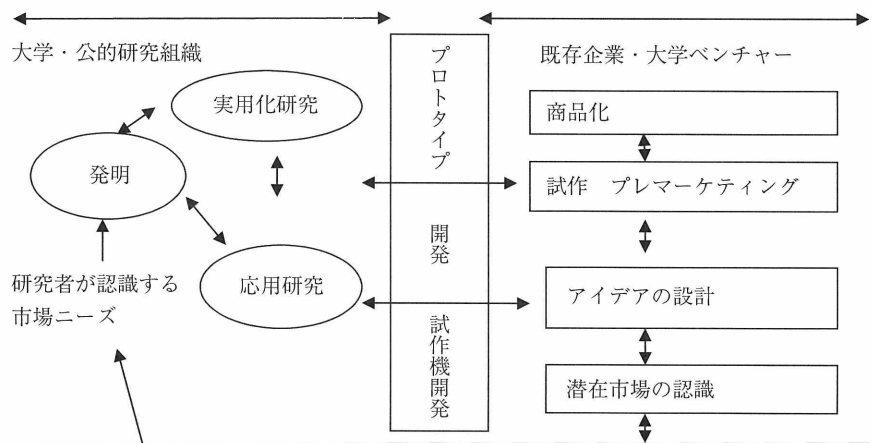 大学・公的研究組織
実用化研究
発明
応用研究
研究者が認識する
市場ニーズ
プロトタイプ
開発
試作機開発
既存企業・大学ベンチャー
商品化
試作　プレマーケティング
アイデアの設計
潜在市場の認識